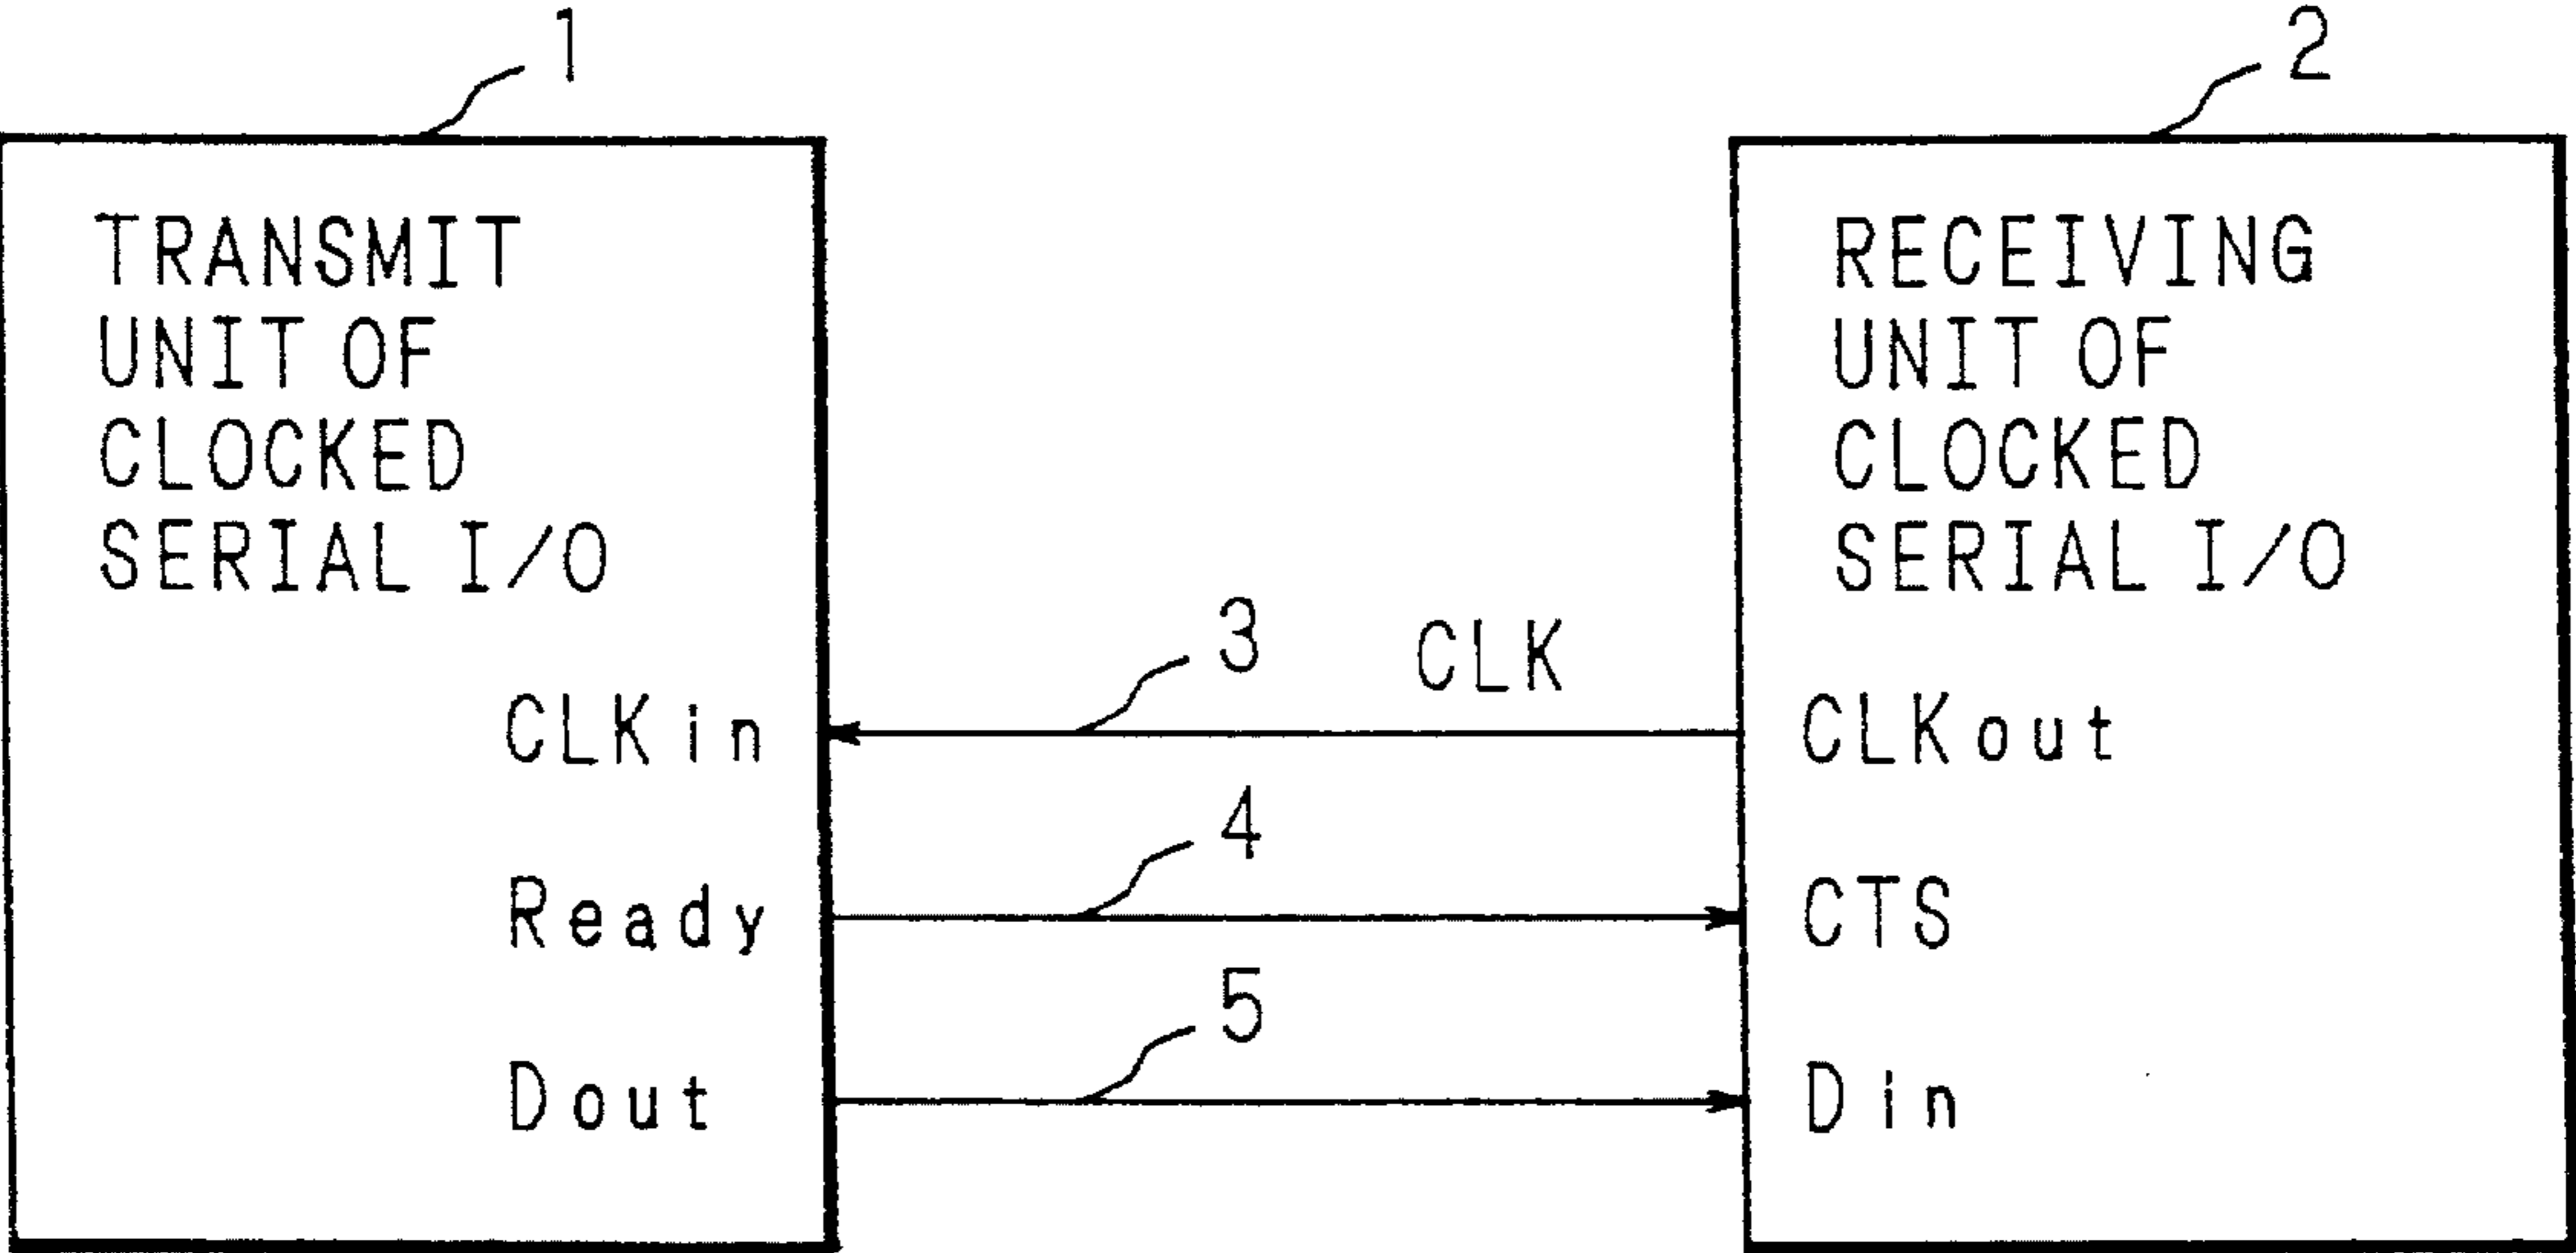 1
2
TRANSMIT
UNIT OF
CLOCKED
SERIAL I/O
RECEIVING
UNIT OF
CLOCKED
SERIAL I/O
3
CLK
CLKin
CLKout
4
Ready
CTS
5
Dout
Din